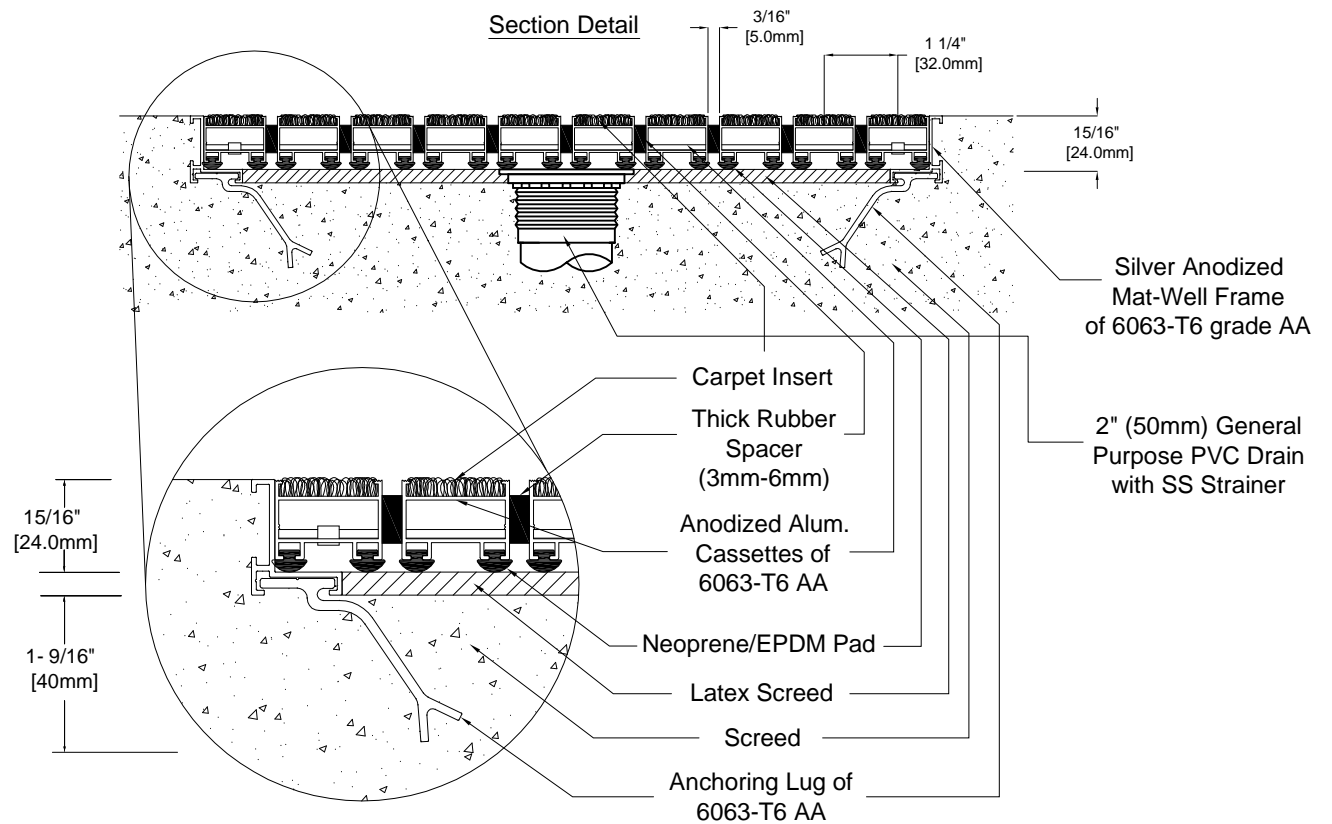 Section Detail
3/16"
[5.0mm]
1 1/4"
[32.0mm]
15/16"
[24.0mm]
Silver Anodized
Mat-Well Frame
of 6063-T6 grade AA
2" (50mm) General
Purpose PVC Drain
with SS Strainer
Carpet Insert
Thick Rubber
Spacer
(3mm-6mm)
Anodized Alum.
Cassettes of
6063-T6 AA
Neoprene/EPDM Pad
Latex Screed
Screed
Anchoring Lug of
6063-T6 AA
15/16"
[24.0mm]
1- 9/16"
[40mm]